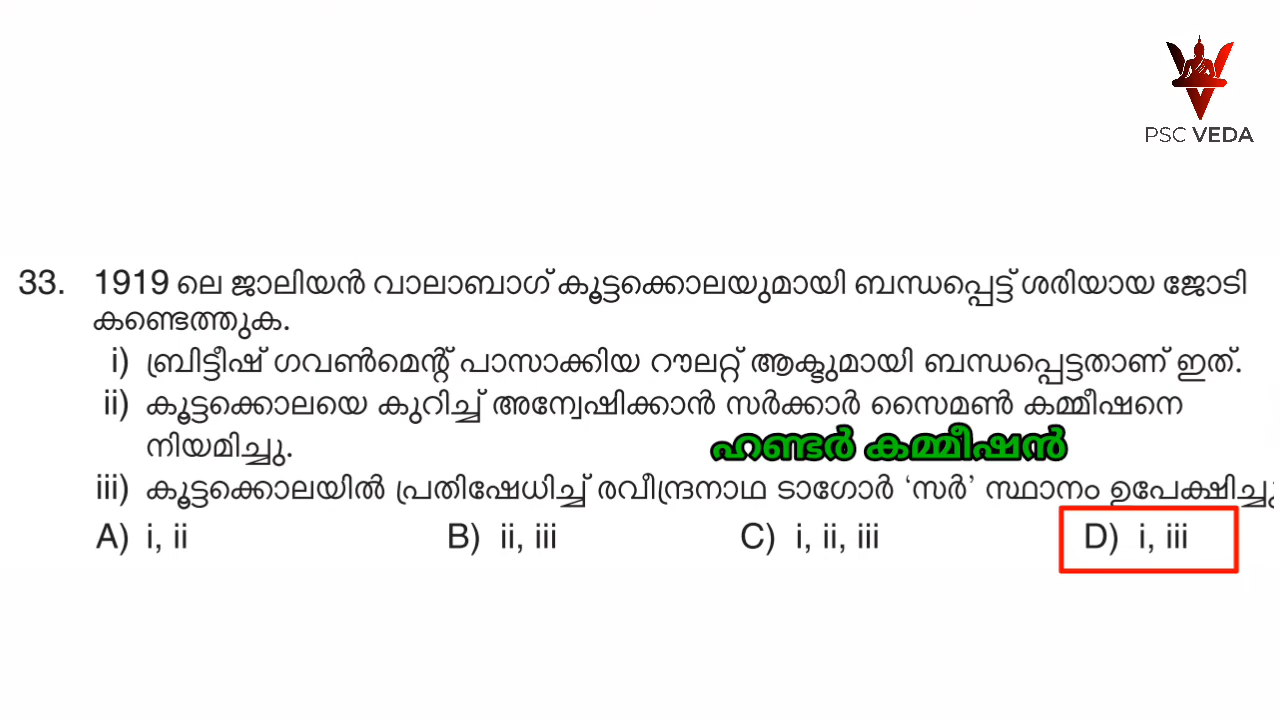 PSC VEDA
33. 1919 ലെ ജാലിയൻ വാലാബാഗ് കൂട്ടക്കൊലയുമായി ബന്ധപ്പെട്ട് ശരിയായ ജോടി
കണ്ടെത്തുക.
i) ബ്രിട്ടീഷ് ഗവൺമെന്റ് പാസാക്കിയ റൗലറ്റ് ആക്ടുമായി ബന്ധപ്പെട്ടതാണ് ഇത്.
ii) കൂട്ടക്കൊലയെ കുറിച്ച് അന്വേഷിക്കാൻ സർക്കാർ സൈമൺ കമ്മീഷനെ
നിയമിച്ചു. ഹണ്ടർ കമ്മീഷൻ
iii) കൂട്ടക്കൊലയിൽ പ്രതിഷേധിച്ച് രവീന്ദ്രനാഥ ടാഗോർ 'സർ' സ്ഥാനം ഉപേക്ഷിച്ചു
A) i, ii B) ii, iii C) i, ii, iii D) i, iii